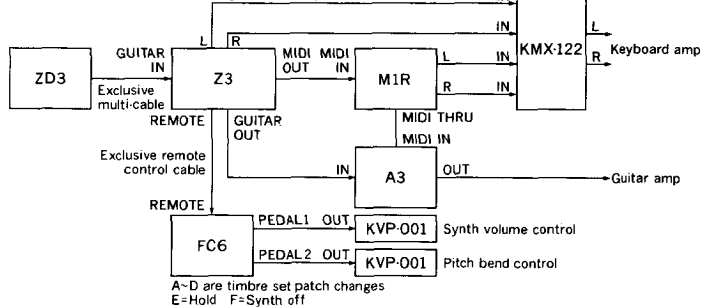 L R
GUITAR IN
ZD3
Exclusive multi-cable
Z3
MIDI OUT
MIDI IN
M1R
L
R
IN
IN
IN
KMX-122
L
R
Keyboard amp
REMOTE
GUITAR OUT
MIDI THRU
MIDI IN
Exclusive remote control cable
IN
A3
OUT
Guitar amp
REMOTE
FC6
PEDAL1 OUT
KVP-001
Synth volume control
PEDAL2 OUT
KVP-001
Pitch bend control
A~D are timbre set patch changes
E=Hold F=Synth off